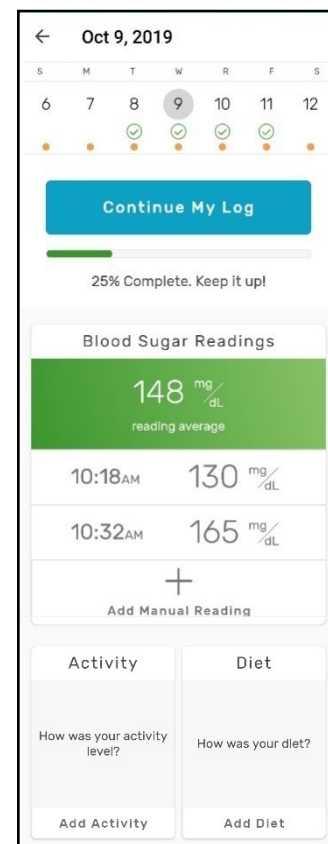 ← Oct 9, 2019
S M T W R F S
6 7 8 9 10 11 12
Continue My Log
25% Complete. Keep it up!
Blood Sugar Readings
148 mg/dL
reading average
10:18AM 130 mg/dL
10:32AM 165 mg/dL
+
Add Manual Reading
Activity Diet
How was your activity
level?
How was your diet?
Add Activity Add Diet